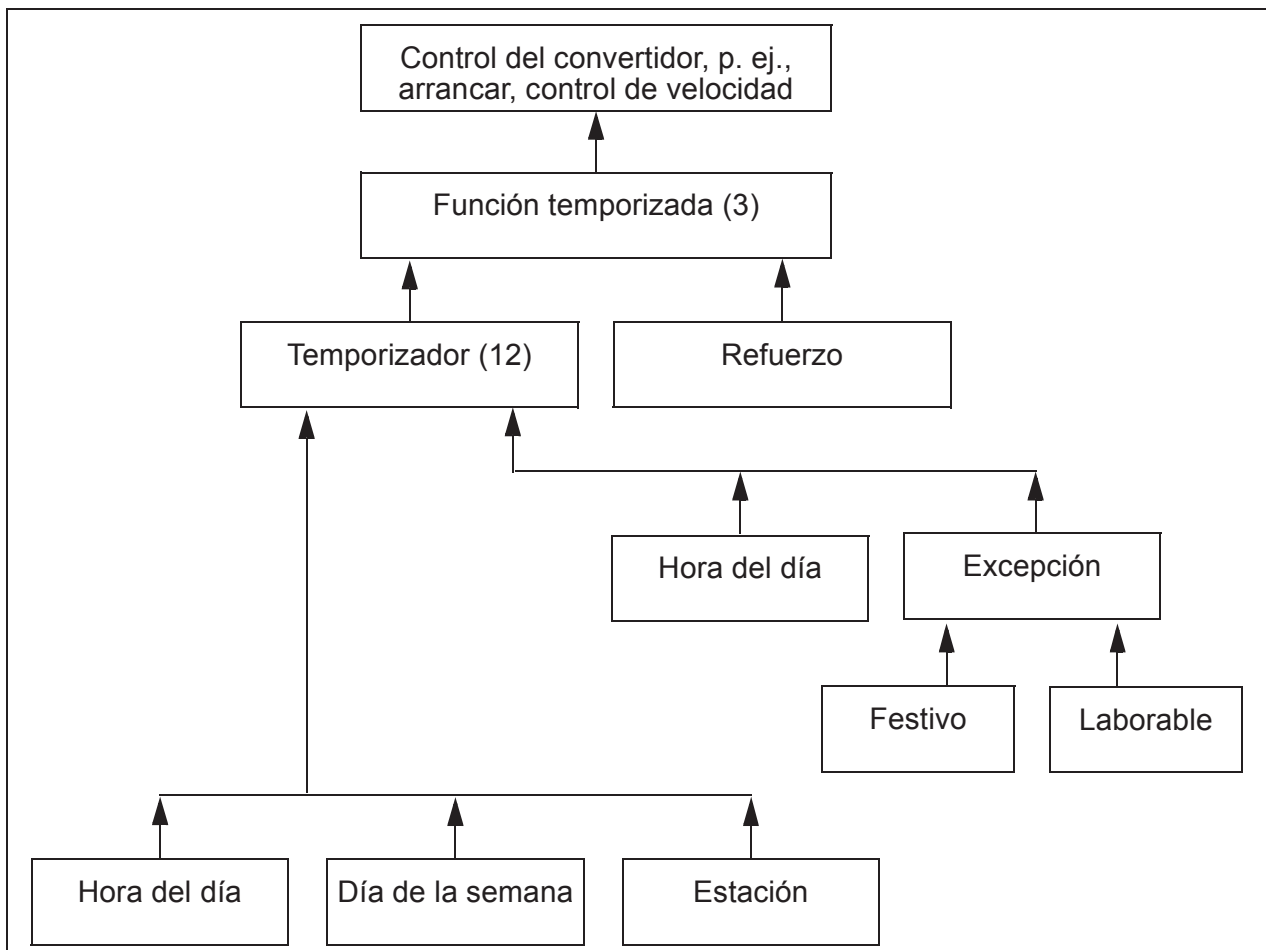 Control del convertidor, p. ej.,
arrancar, control de velocidad
Función temporizada (3)
Temporizador (12)
Refuerzo
Hora del día
Excepción
Festivo
Laborable
Hora del día
Día de la semana
Estación